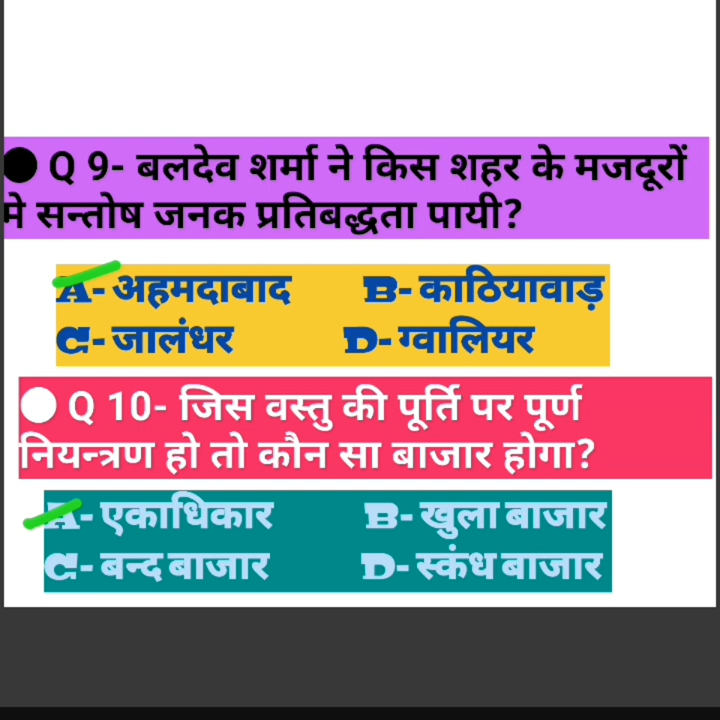 ● Q 9- बलदेव शर्मा ने किस शहर के मजदूरों
मे सन्तोष जनक प्रतिबद्धता पायी?
A- अहमदाबाद B- काठियावाड़
C- जालंधर D- ग्वालियर
● Q 10- जिस वस्तु की पूर्ति पर पूर्ण
नियन्त्रण हो तो कौन सा बाजार होगा?
A- एकाधिकार B- खुला बाजार
C- बन्द बाजार D- स्कंध बाजार